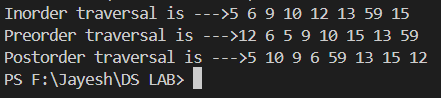 Inorder traversal is --->5 6 9 10 12 13 59 15
Preorder traversal is --->12 6 5 9 10 15 13 59
Postorder traversal is --->5 10 9 6 59 13 15 12
PS F:\Jayesh\DS LAB>